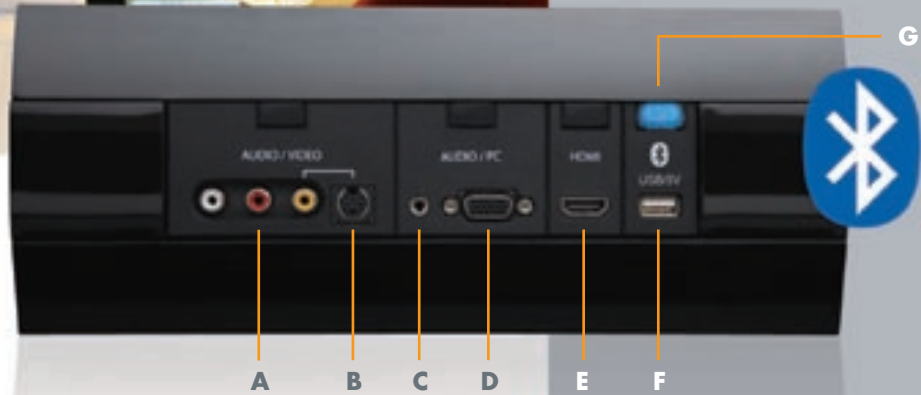 G
AUDIO / VIDEO
AUDIO / PC
HDMI
USB/5V
A B C D E F